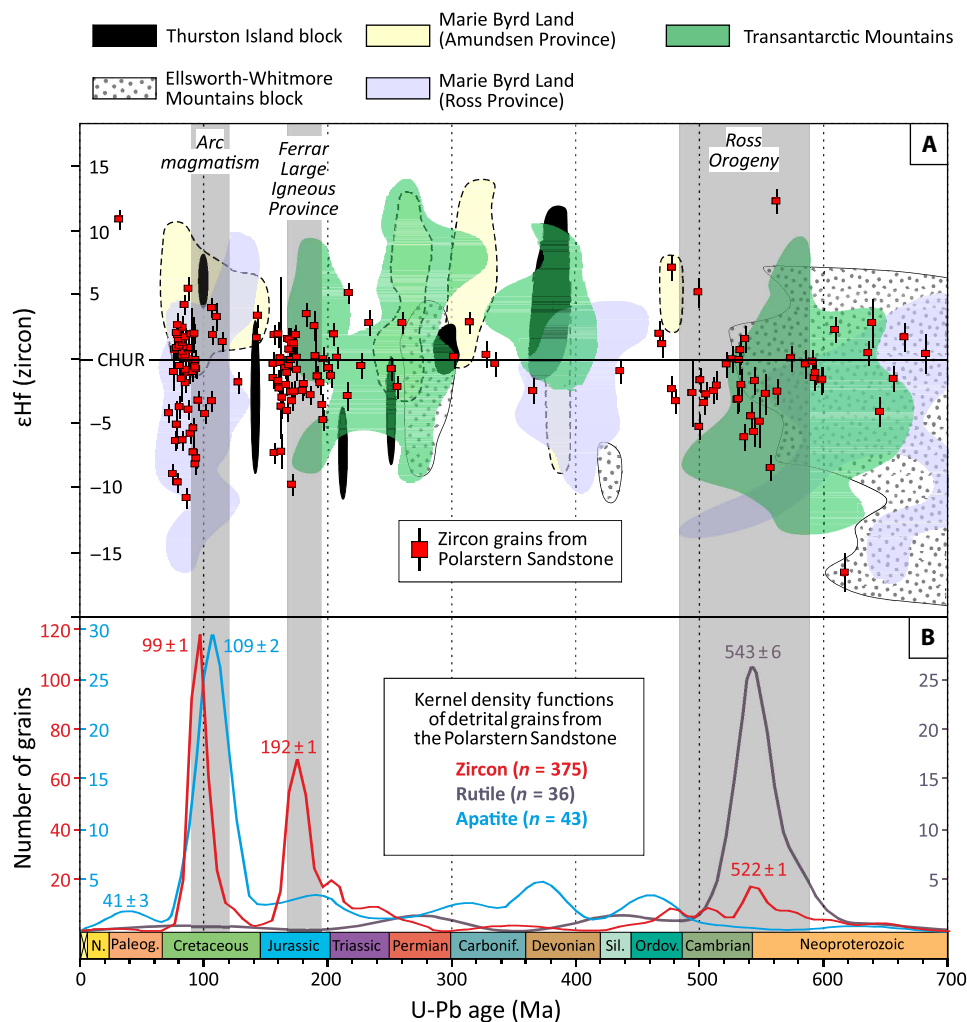 Thurston Island block
Marie Byrd Land
(Amundsen Province)
Transantarctic Mountains
Ellsworth-Whitmore
Mountains block
Marie Byrd Land
(Ross Province)
A
Arc
magmatism
Ferrar
Large
Igneous
Province
Ross
Orogeny
15
10
5
CHUR
−5
−10
−15
εHf (zircon)
Zircon grains from
Polarstern Sandstone
B
120 30
100 25 25
80 20 20
60 15 15
40 10 10
20 5 5
Number of grains
99 ± 1
109 ± 2
192 ± 1
543 ± 6
522 ± 1
41 ± 3
Kernel density functions
of detrital grains from
the Polarstern Sandstone
Zircon (n = 375)
Rutile (n = 36)
Apatite (n = 43)
N. Paleog. Cretaceous Jurassic Triassic Permian Carbonif. Devonian Sil. Ordov. Cambrian Neoproterozoic
0 100 200 300 400 500 600 700
U-Pb age (Ma)